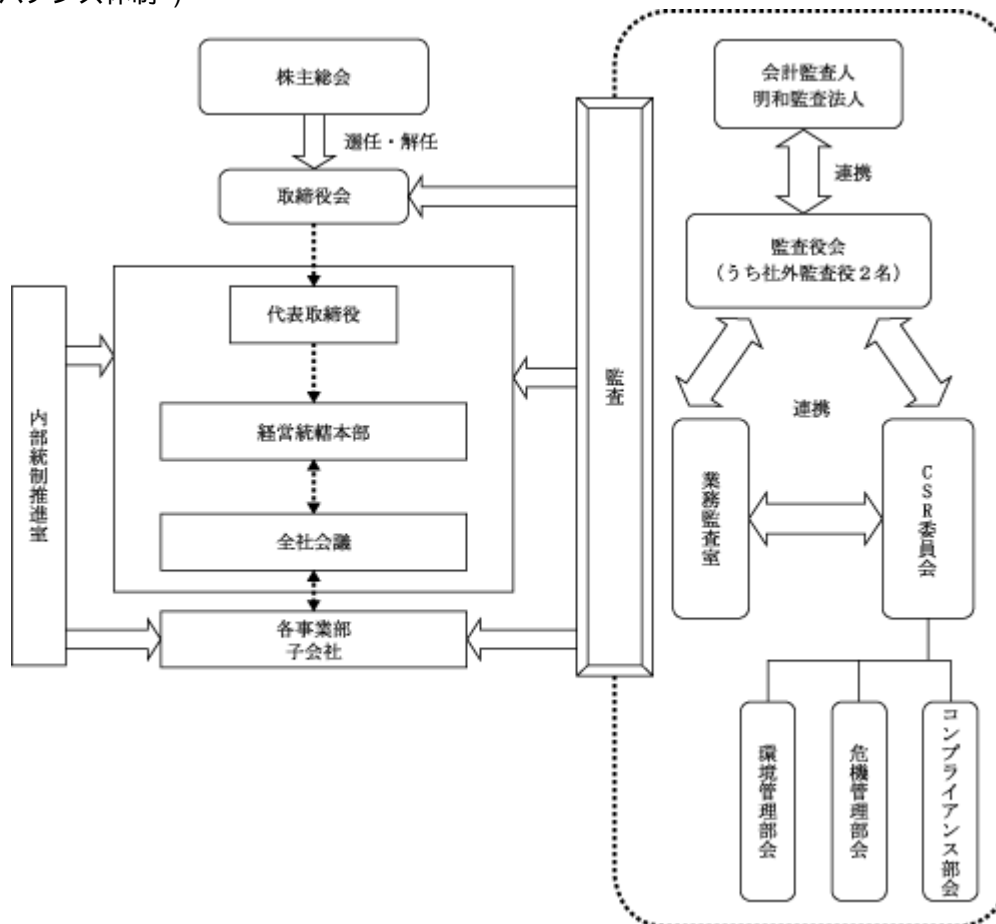 株主総会
選任・解任
取締役会
代表取締役
経営統轄本部
全社会議
各事業部
子会社
内部統制推進室
監査
会計監査人
明和監査法人
連携
監査役会
(うち社外監査役2名)
連携
業務監査室
CSR委員会
環境管理部会
危機管理部会
コンプライアンス部会